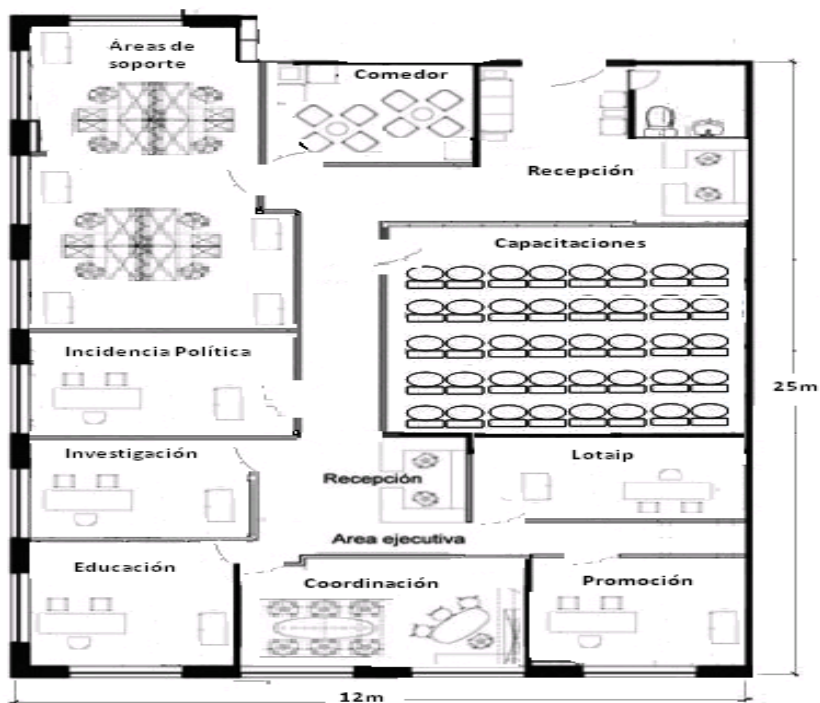 Áreas de
soporte
Comedor
Recepción
Capacitaciones
Incidencia Política
25m
Investigación
Lotaip
Recepción
Area ejecutiva
Educación
Coordinación
Promoción
12m